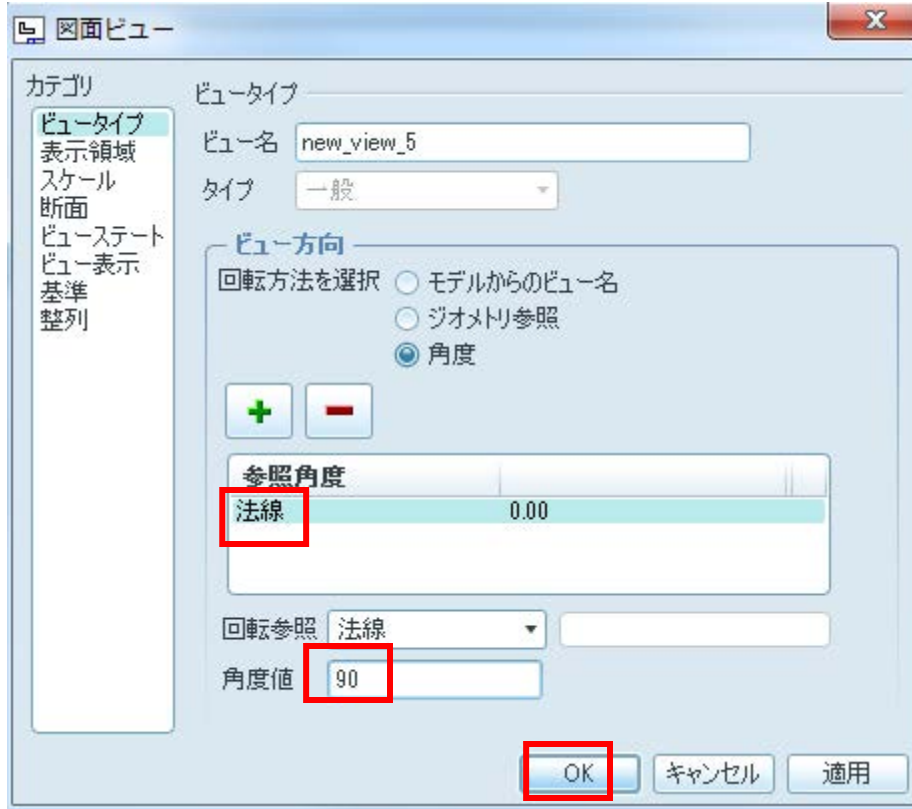 図面ビュー
カテゴリ
ビュータイプ
表示領域
スケール
断面
ビューステート
ビュー表示
基準
整列
ビュータイプ
ビュー名 new_view_5
タイプ 一般
ビュー方向
回転方法を選択 モデルからのビュー名
ジオメトリ参照
角度
参照角度
法線 0.00
回転参照 法線
角度値 90
OK キャンセル 適用